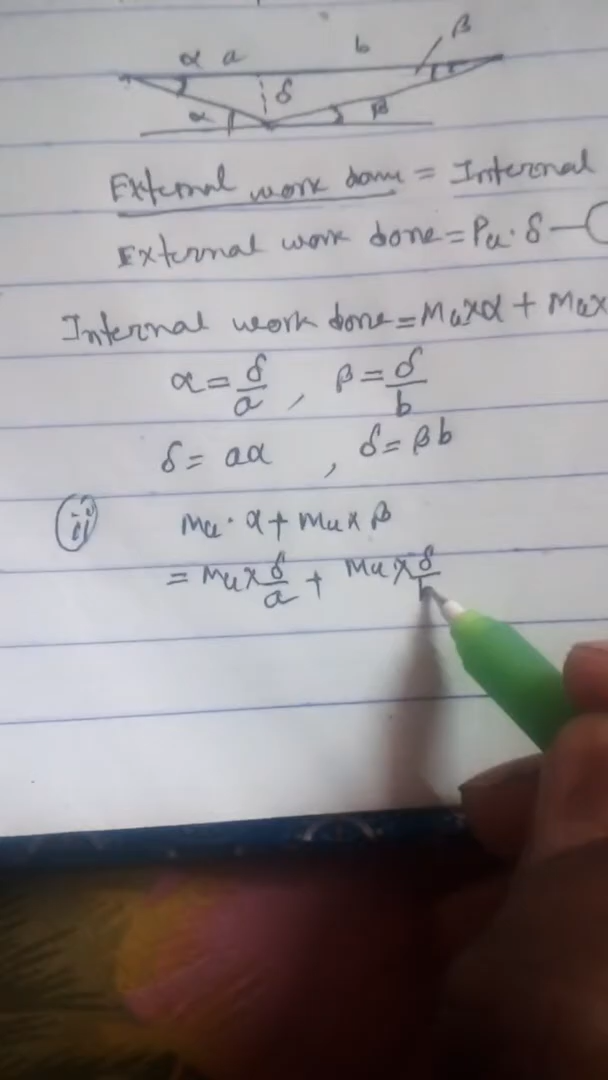 α a b β
δ
α β
External work done = Internal
External work done = Pu · δ —
Internal work done = Mu x α + Mu x
α = δ/a , β = δ/b
δ = aα , δ = βb
ii Mu · α + Mu x β
= Mu x δ/a + Mu x δ/b